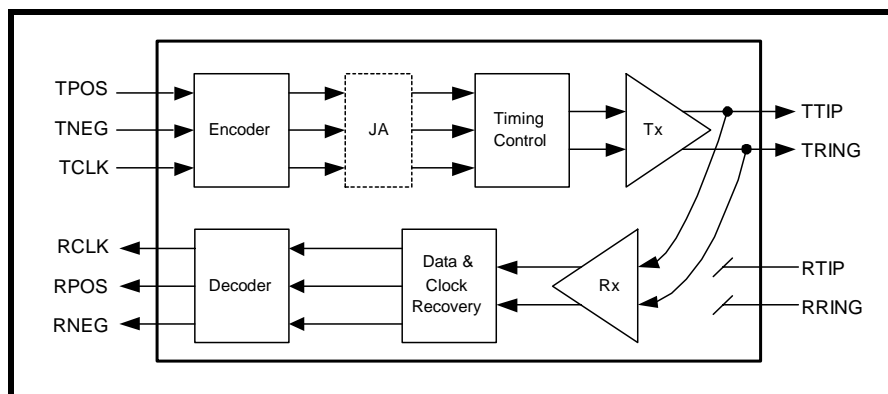 TPOS
TNEG
TCLK
Encoder
JA
Timing
Control
Tx
TTIP
TRING
RCLK
RPOS
RNEG
Decoder
Data &
Clock
Recovery
Rx
RTIP
RRING